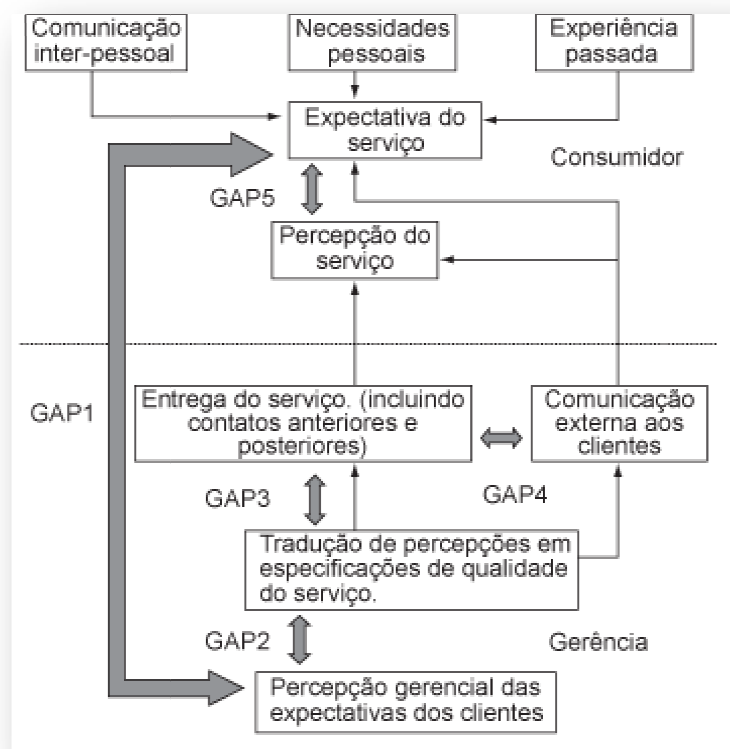 Comunicação
inter-pessoal
Necessidades
pessoais
Experiência
passada
Expectativa do
serviço
Consumidor
GAP5
Percepção do
serviço
GAP1
Entrega do serviço. (incluindo
contatos anteriores e
posteriores)
Comunicação
externa aos
clientes
GAP3
GAP4
Tradução de percepções em
especificações de qualidade
do serviço.
GAP2
Gerência
Percepção gerencial das
expectativas dos clientes